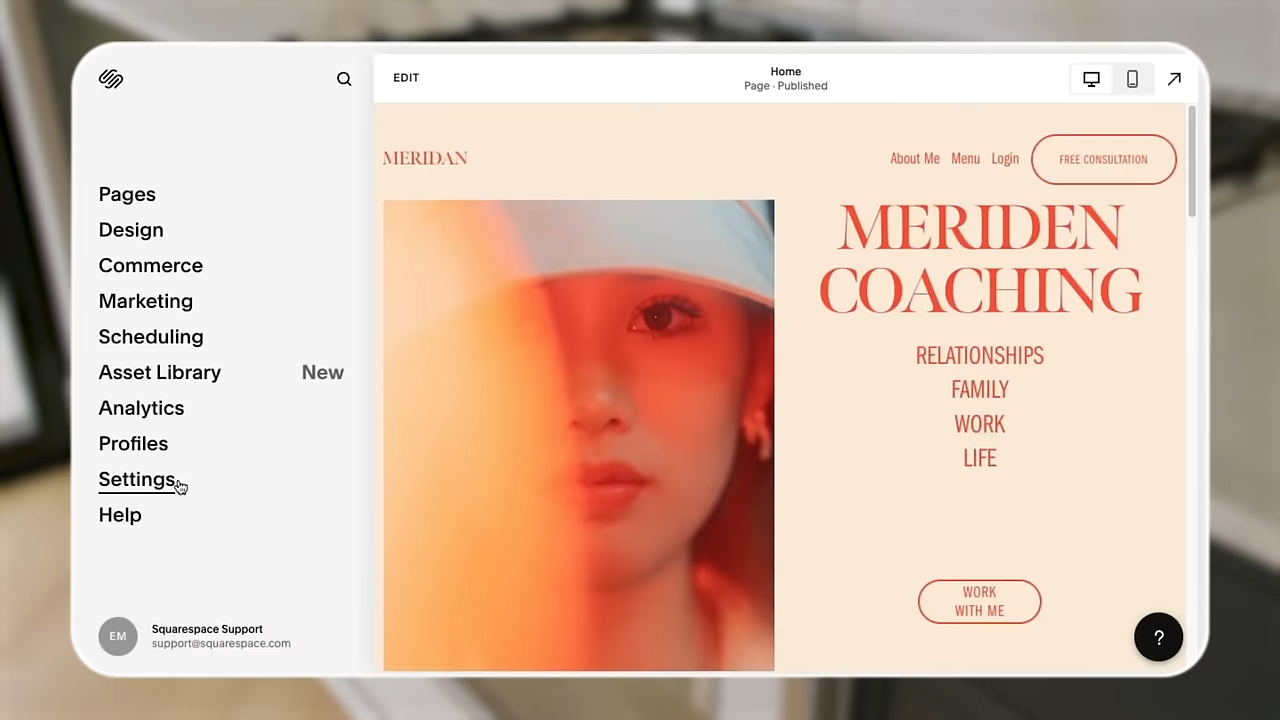 EDIT
Home
Page · Published
MERIDAN
About Me Menu Login FREE CONSULTATION
Pages
Design
Commerce
Marketing
Scheduling
Asset Library New
Analytics
Profiles
Settings
Help
EM
Squarespace Support
support@squarespace.com
MERIDEN
COACHING
RELATIONSHIPS
FAMILY
WORK
LIFE
WORK
WITH ME
?